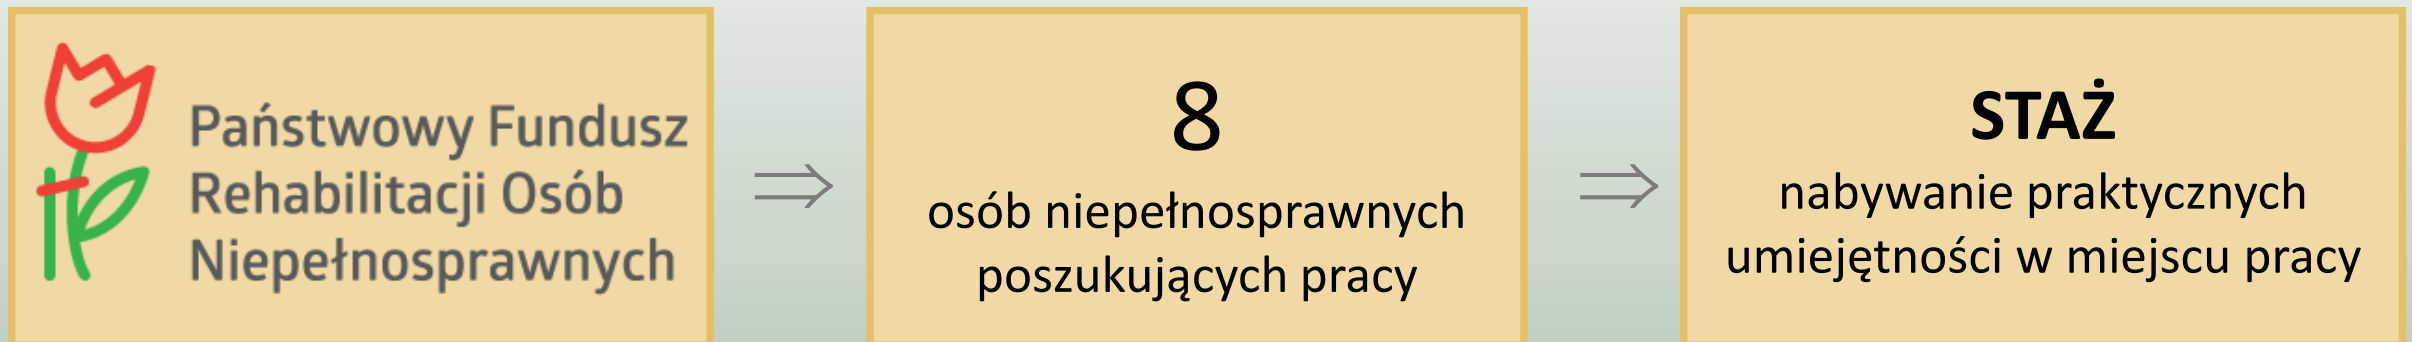 Państwowy Fundusz
Rehabilitacji Osób
Niepełnosprawnych
⇒
8
osób niepełnosprawnych
poszukujących pracy
⇒
STAŻ
nabywanie praktycznych
umiejętności w miejscu pracy